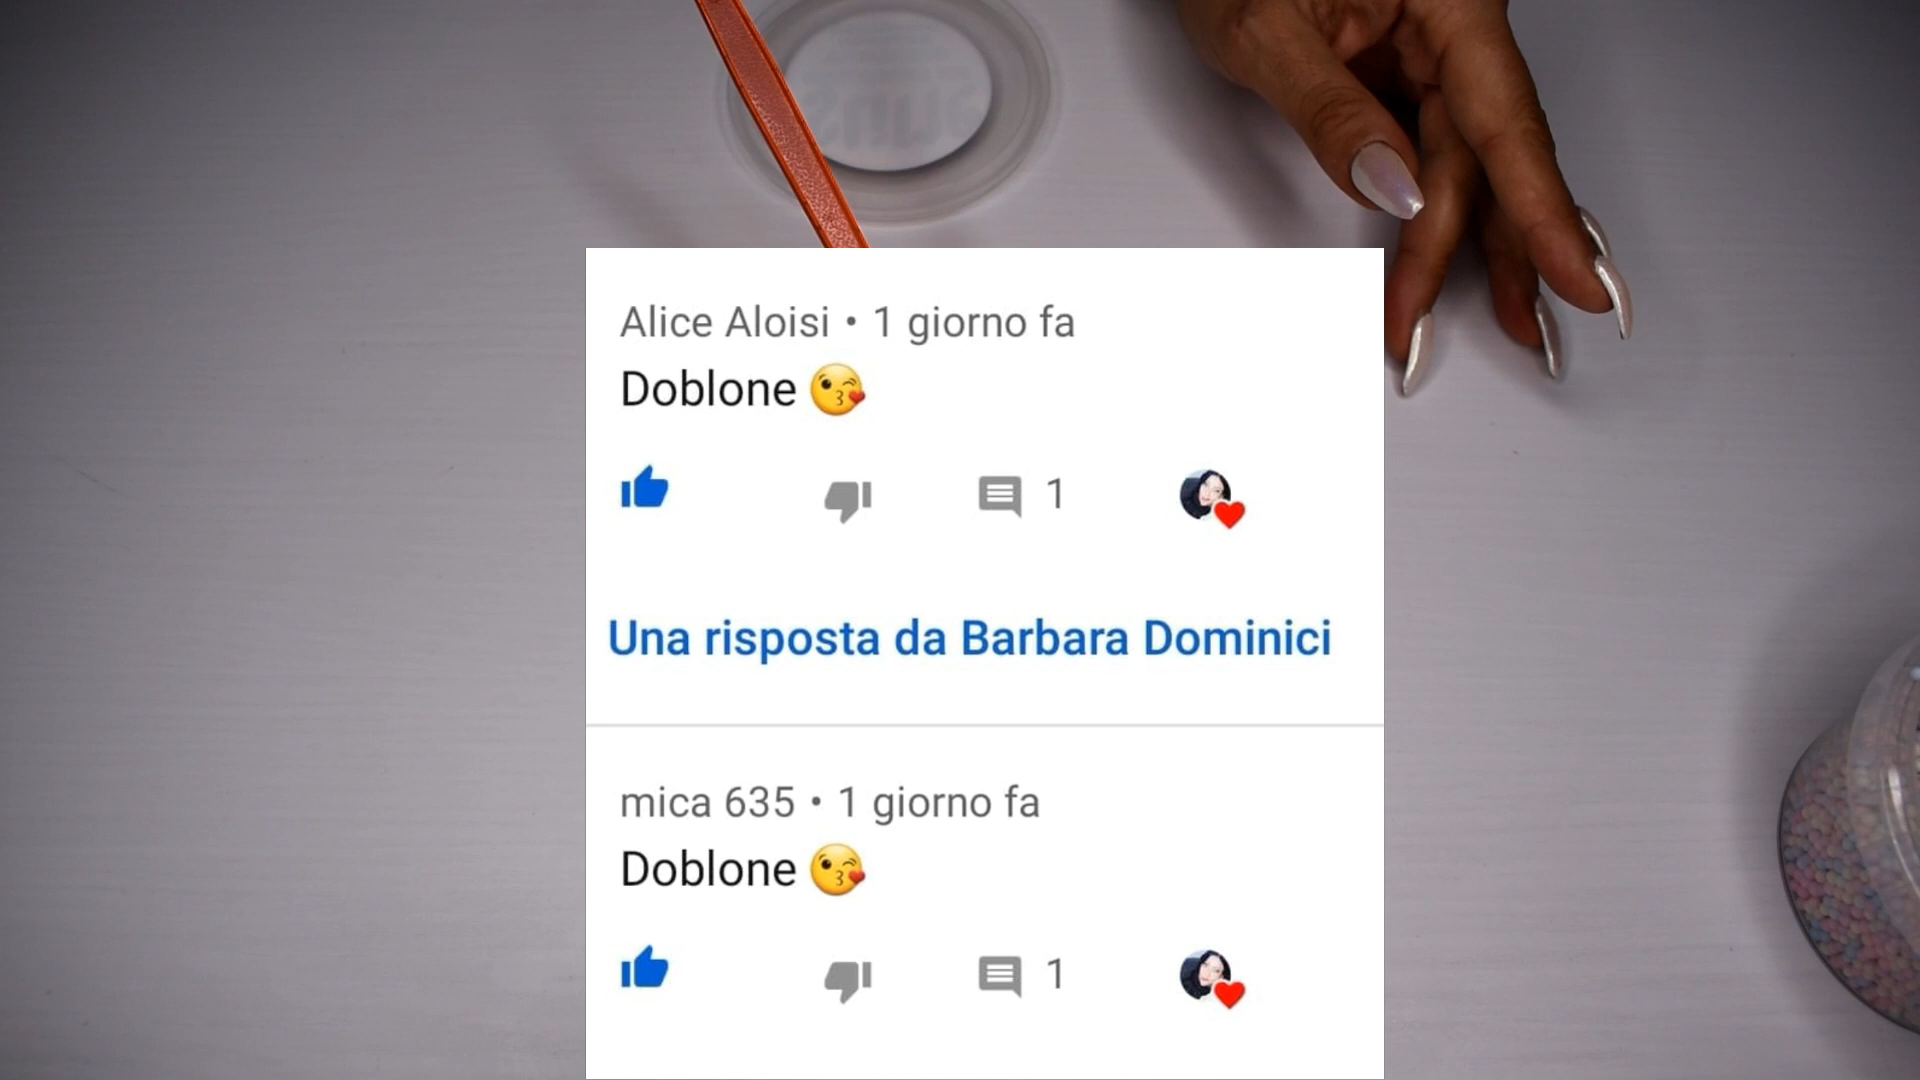 Alice Aloisi • 1 giorno fa
Doblone 😘
1
Una risposta da Barbara Dominici
mica 635 • 1 giorno fa
Doblone 😘
1